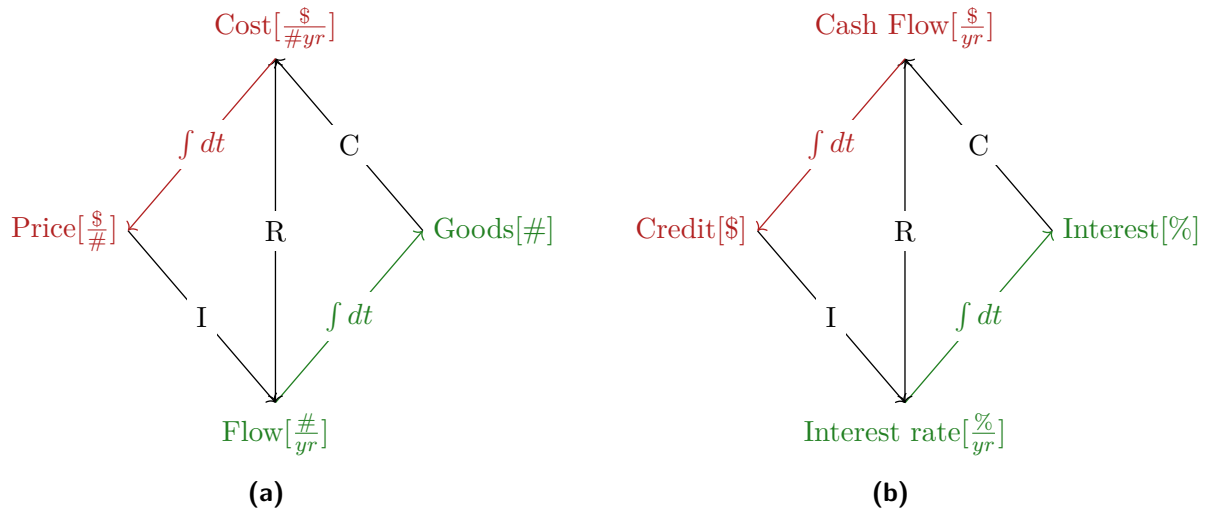 Cost[$/#yr] Cash Flow[$/yr]
∫ dt C ∫ dt C
Price[$/#] R Goods[#] Credit[$] R Interest[%]
I ∫ dt I ∫ dt
Flow[#/yr] Interest rate[%/yr]
(a) (b)